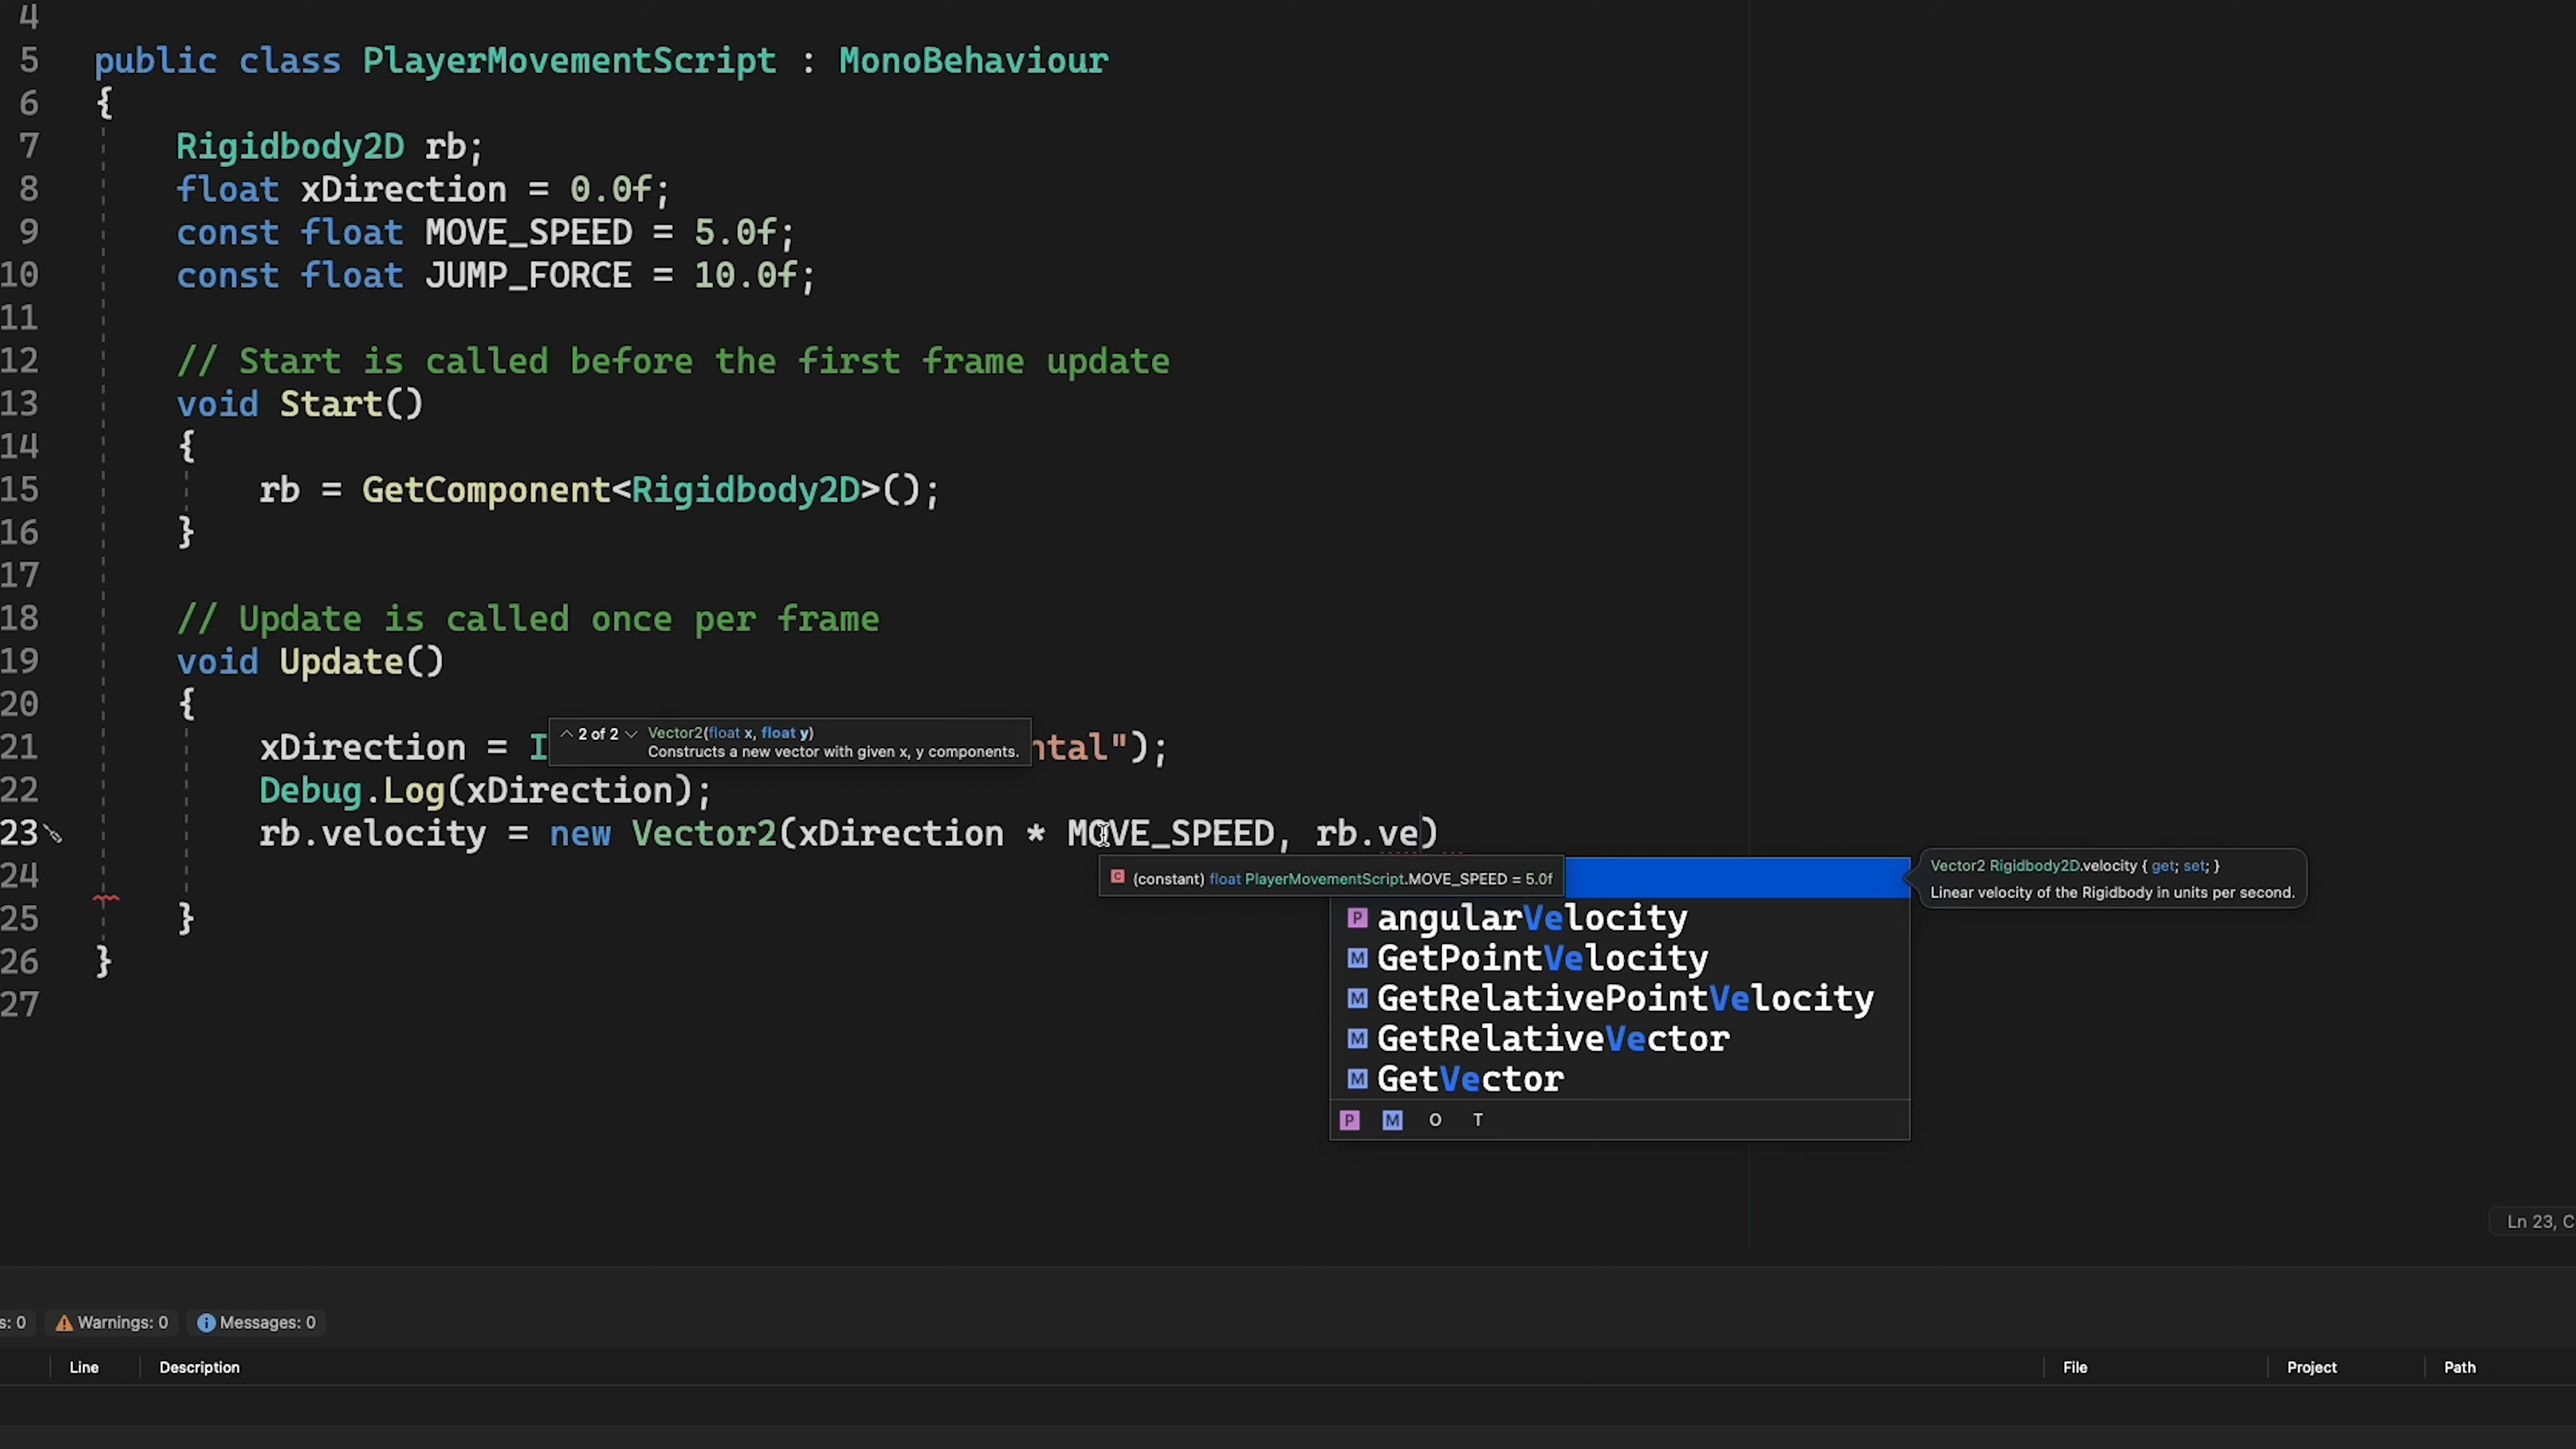 4
5 public class PlayerMovementScript : MonoBehaviour
6 {
7 Rigidbody2D rb;
8 float xDirection = 0.0f;
9 const float MOVE_SPEED = 5.0f;
10 const float JUMP_FORCE = 10.0f;
11
12 // Start is called before the first frame update
13 void Start()
14 {
15 rb = GetComponent<Rigidbody2D>();
16 }
17
18 // Update is called once per frame
19 void Update()
20 {
2 of 2 Vector2(float x, float y)
Constructs a new vector with given x, y components.
21 xDirection = I ntal");
22 Debug.Log(xDirection);
23 rb.velocity = new Vector2(xDirection * MOVE_SPEED, rb.ve)
24
(constant) float PlayerMovementScript.MOVE_SPEED = 5.0f
Vector2 Rigidbody2D.velocity { get; set; }
Linear velocity of the Rigidbody in units per second.
25 }
P angularVelocity
26 }
M GetPointVelocity
27
M GetRelativePointVelocity
M GetRelativeVector
M GetVector
P M O T
Ln 23, C
s: 0 Warnings: 0 Messages: 0
Line Description File Project Path